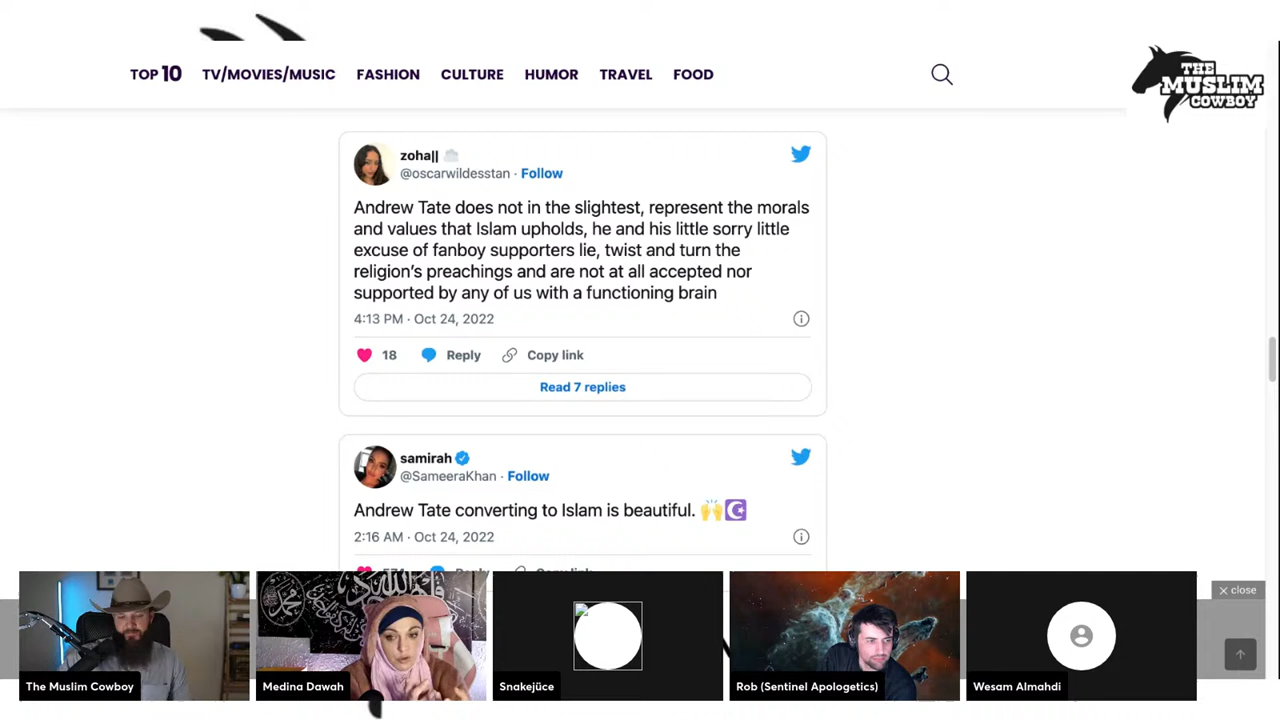 TOP 10 TV/MOVIES/MUSIC FASHION CULTURE HUMOR TRAVEL FOOD
THE
MUSLIM
COWBOY
zoha||
@oscarwildesstan · Follow
Andrew Tate does not in the slightest, represent the morals
and values that Islam upholds, he and his little sorry little
excuse of fanboy supporters lie, twist and turn the
religion's preachings and are not at all accepted nor
supported by any of us with a functioning brain
4:13 PM · Oct 24, 2022
18 Reply Copy link
Read 7 replies
samirah
@SameeraKhan · Follow
Andrew Tate converting to Islam is beautiful. 🙌☪️
2:16 AM · Oct 24, 2022
Reply Copy link
close
The Muslim Cowboy
Medina Dawah
Snakejüce
Rob (Sentinel Apologetics)
Wesam Almahdi